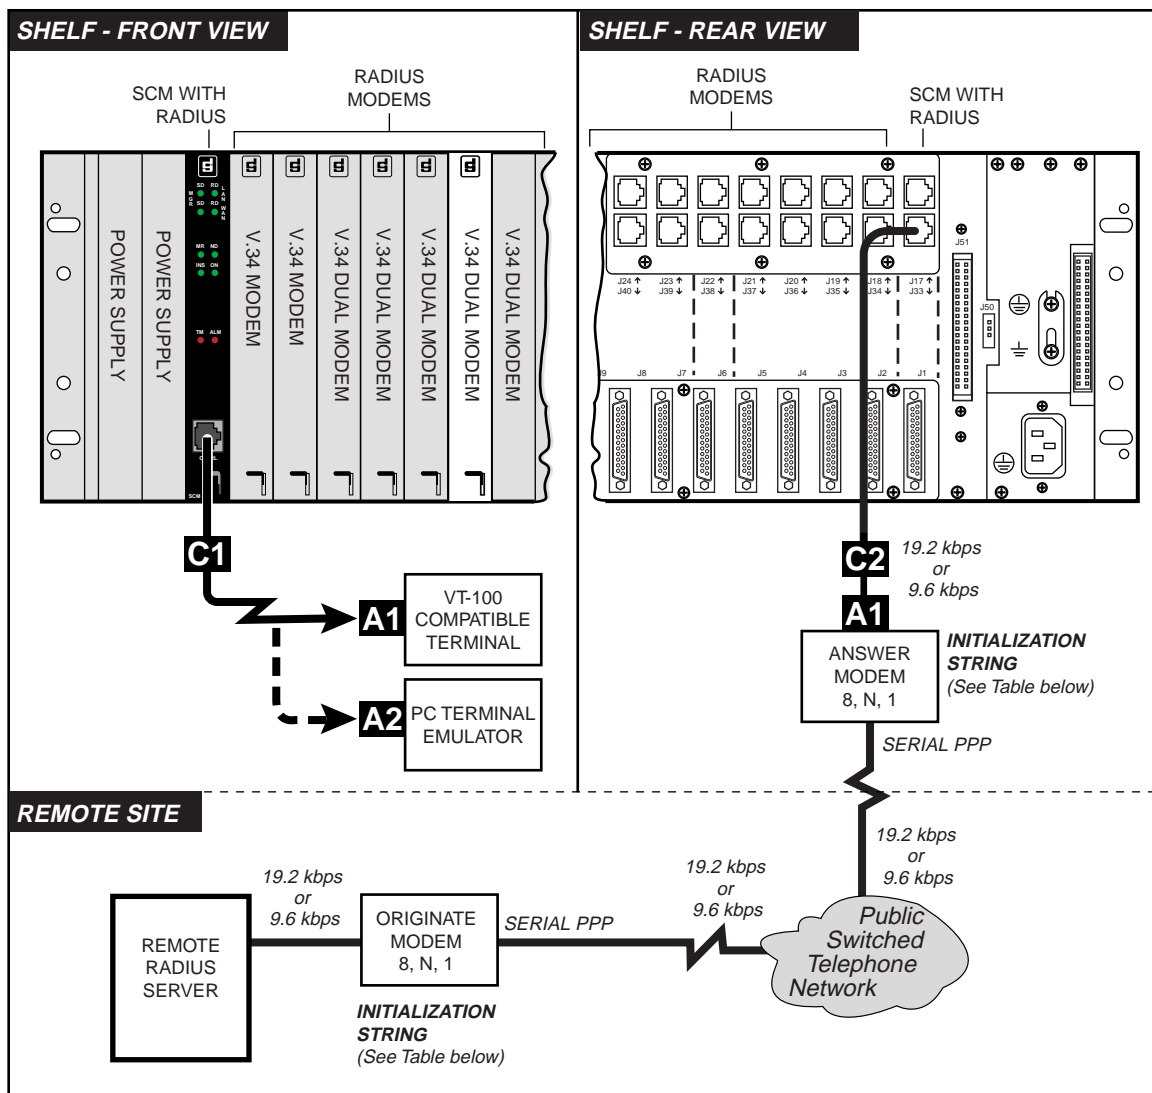 SHELF - FRONT VIEW
SCM WITH
RADIUS
RADIUS
MODEMS
POWER SUPPLY
POWER SUPPLY
SD RD
MGR
LAN
SD RD
WAN
MR ND
INS ON
TM ALM
SCM
V.34 MODEM
V.34 MODEM
V.34 DUAL MODEM
V.34 DUAL MODEM
V.34 DUAL MODEM
V.34 DUAL MODEM
V.34 DUAL MODEM
C1
A1
VT-100
COMPATIBLE
TERMINAL
A2
PC TERMINAL
EMULATOR
SHELF - REAR VIEW
RADIUS
MODEMS
SCM WITH
RADIUS
J51
J50
J24 ↑ J23 ↑ J22 ↑ J21 ↑ J20 ↑ J19 ↑ J18 ↑ J17 ↑
J40 ↓ J39 ↓ J38 ↓ J37 ↓ J36 ↓ J35 ↓ J34 ↓ J33 ↓
J8 J7 J6 J5 J4 J3 J2 J1
C2
19.2 kbps
or
9.6 kbps
A1
ANSWER
MODEM
8, N, 1
INITIALIZATION
STRING
(See Table below)
SERIAL PPP
REMOTE SITE
19.2 kbps
or
9.6 kbps
Public
Switched
Telephone
Network
19.2 kbps
or
9.6 kbps
SERIAL PPP
ORIGINATE
MODEM
8, N, 1
INITIALIZATION
STRING
(See Table below)
19.2 kbps
or
9.6 kbps
REMOTE
RADIUS
SERVER